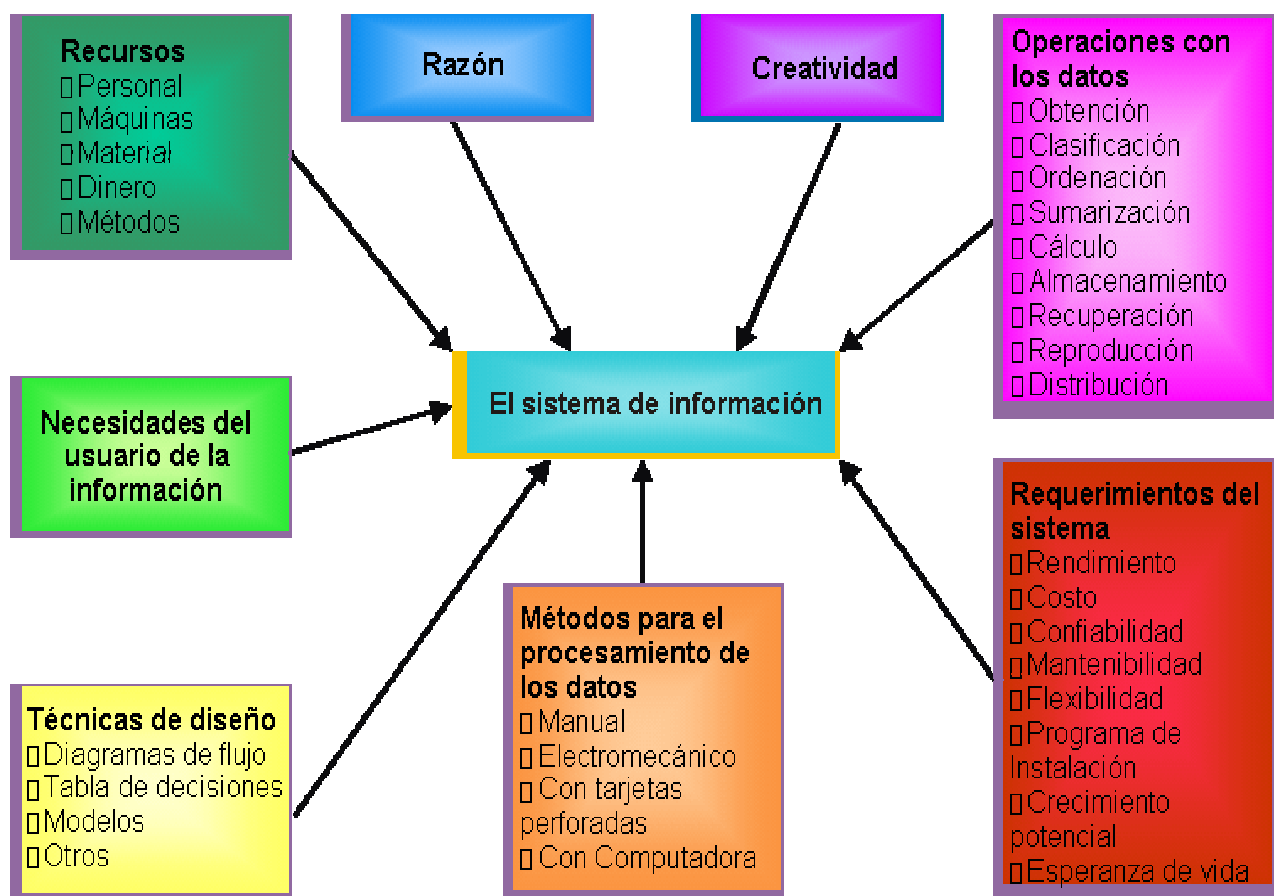 Recursos
▯Personal
▯Máquinas
▯Material
▯Dinero
▯Métodos
Razón
Creatividad
Operaciones con
los datos
▯Obtención
▯Clasificación
▯Ordenación
▯Sumarización
▯Cálculo
▯Almacenamiento
▯Recuperación
▯Reproducción
▯Distribución
El sistema de información
Necesidades del
usuario de la
información
Técnicas de diseño
▯Diagramas de flujo
▯Tabla de decisiones
▯Modelos
▯Otros
Métodos para el
procesamiento de
los datos
▯Manual
▯Electromecánico
▯Con tarjetas
perforadas
▯Con Computadora
Requerimientos del
sistema
▯Rendimiento
▯Costo
▯Confiabilidad
▯Mantenibilidad
▯Flexibilidad
▯Programa de
Instalación
▯Crecimiento
potencial
▯Esperanza de vida